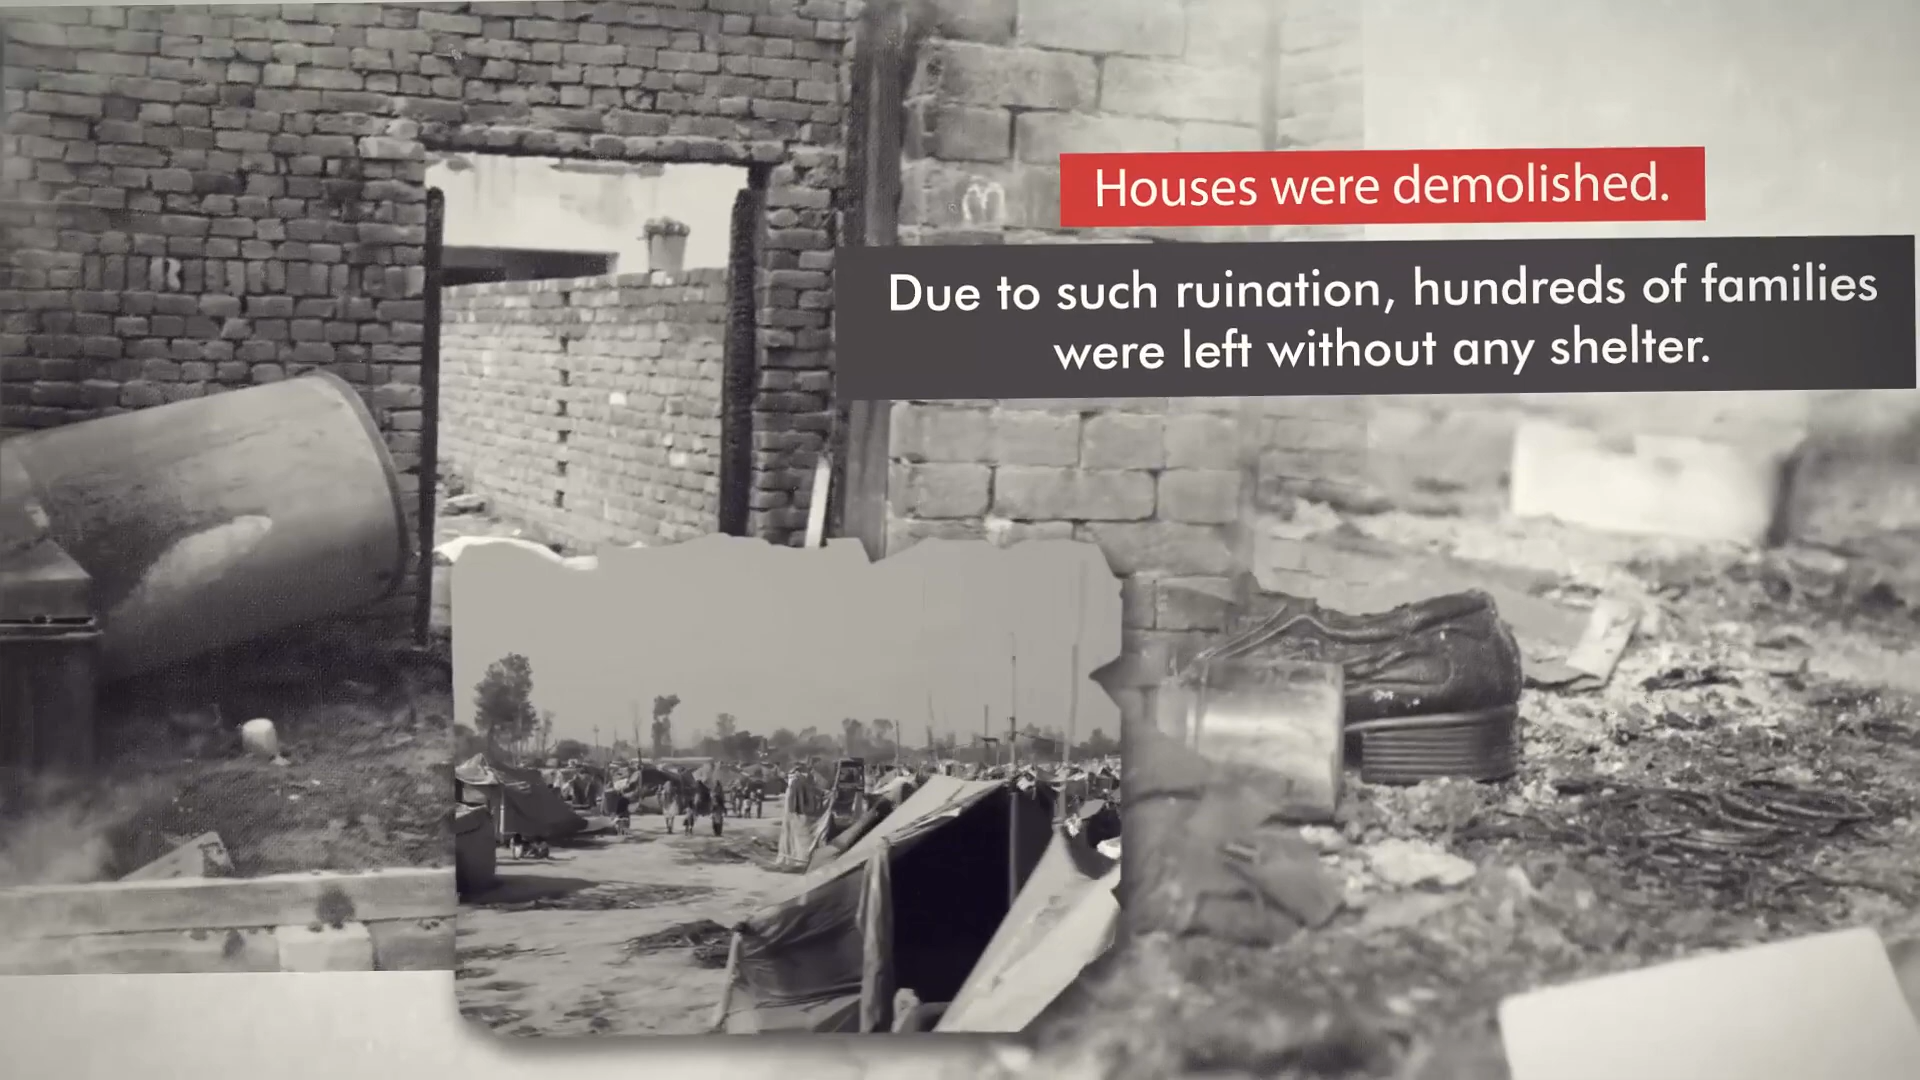 Houses were demolished.
Due to such ruination, hundreds of families
were left without any shelter.